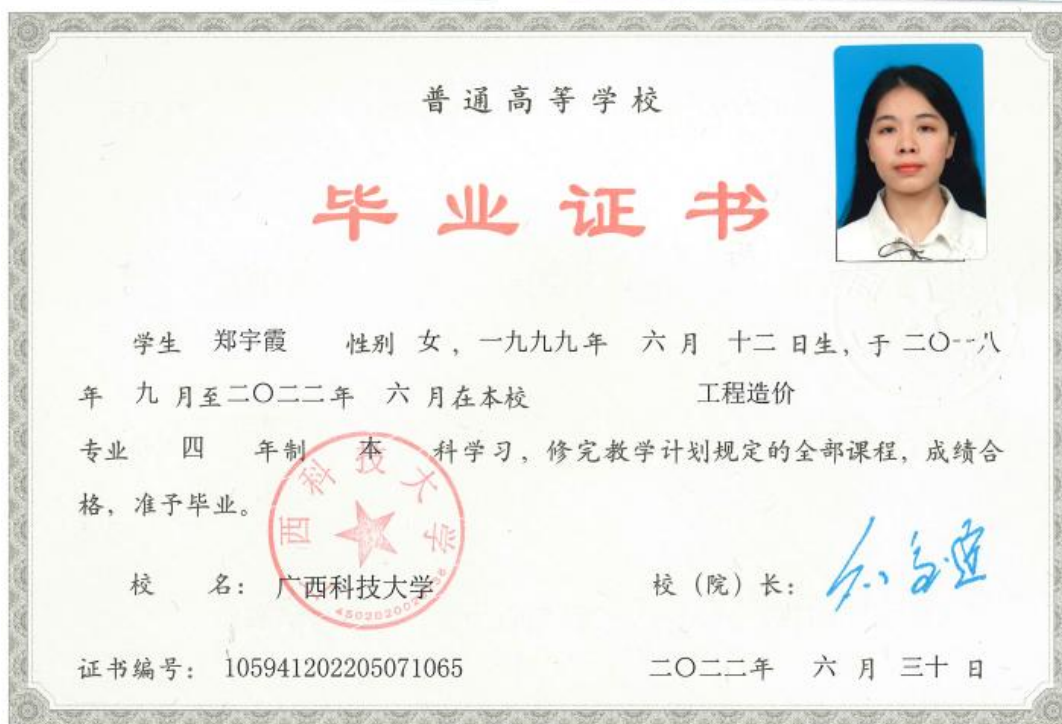 普通高等学校
毕业证书
学生 郑宇霞 性别 女，一九九九年 六月 十二 日生，于二〇一八
年 九 月至二〇二二年 六 月在本校 工程造价
专业 四 年制 本 科学习，修完教学计划规定的全部课程，成绩合
格，准予毕业。
西科技大学
校 名：广西科技大学 校（院）长：
证书编号：105941202205071065 二〇二二年 六 月 三十 日